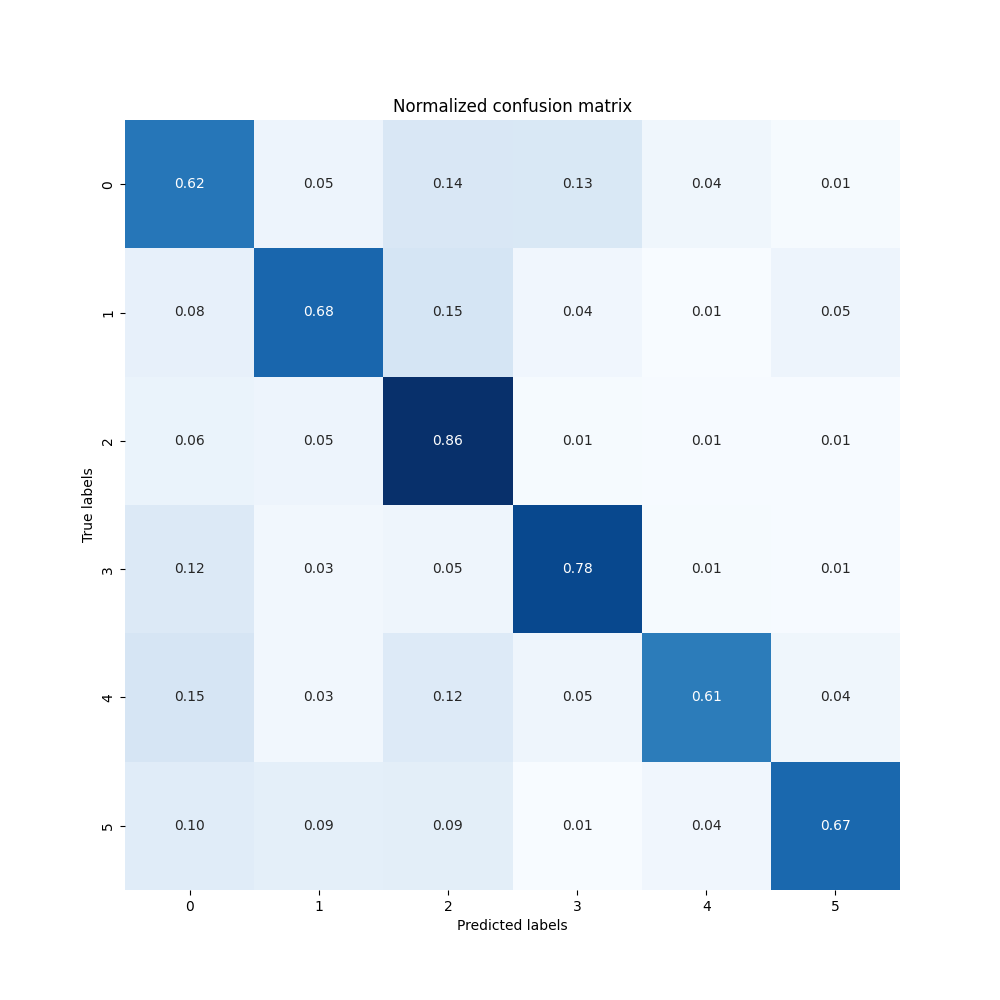 Normalized confusion matrix
0 0.62 0.05 0.14 0.13 0.04 0.01
1 0.08 0.68 0.15 0.04 0.01 0.05
2 0.06 0.05 0.86 0.01 0.01 0.01
3 0.12 0.03 0.05 0.78 0.01 0.01
4 0.15 0.03 0.12 0.05 0.61 0.04
5 0.10 0.09 0.09 0.01 0.04 0.67
True labels
0 1 2 3 4 5
Predicted labels